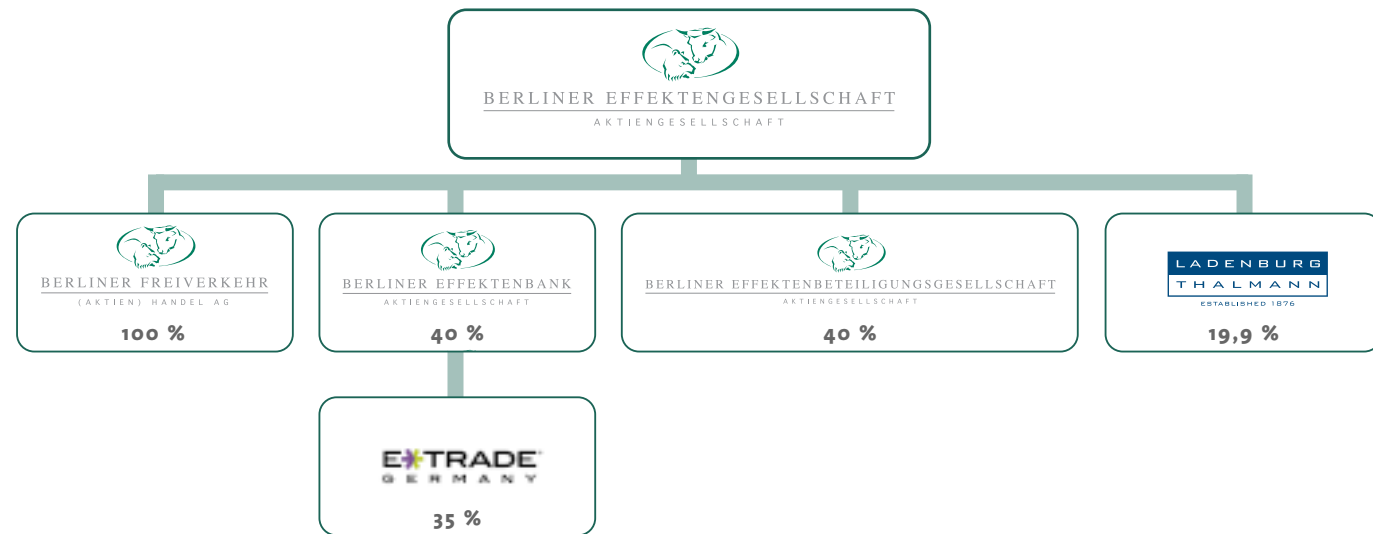 BERLINER EFFEKTENGESELLSCHAFT
AKTIENGESELLSCHAFT
BERLINER FREIVERKEHR
(AKTIEN) HANDEL AG
100 %
BERLINER EFFEKTENBANK
AKTIENGESELLSCHAFT
40 %
BERLINER EFFEKTENBETEILIGUNGSGESELLSCHAFT
AKTIENGESELLSCHAFT
40 %
LADENBURG
THALMANN
ESTABLISHED 1876
19,9 %
E*TRADE
GERMANY
35 %